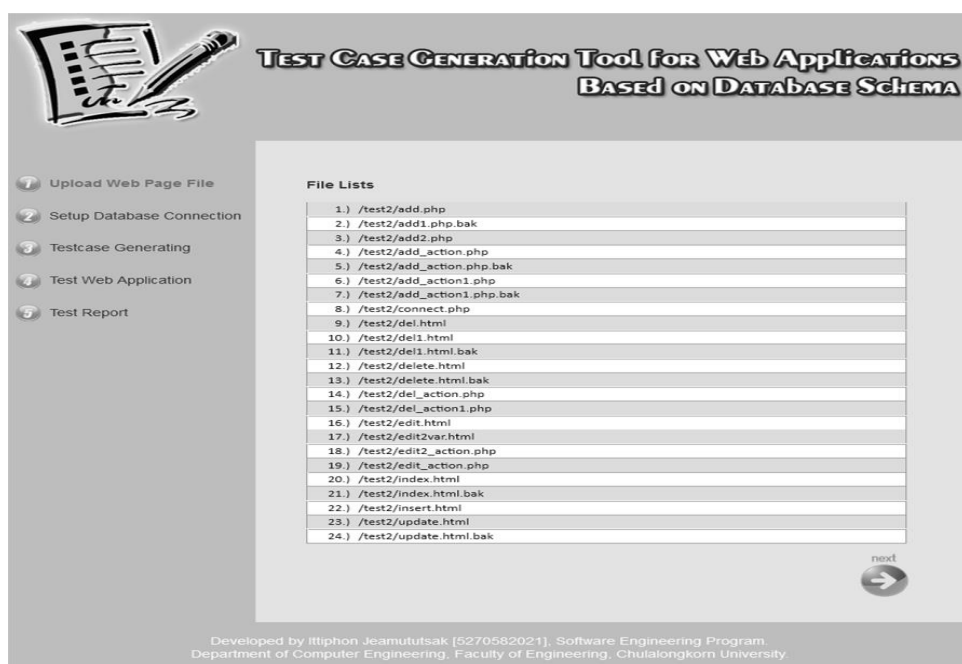 Test Case Generation Tool for Web Applications
Based on Database Schema
1 Upload Web Page File
2 Setup Database Connection
3 Testcase Generating
4 Test Web Application
5 Test Report
File Lists
1.) /test2/add.php
2.) /test2/add1.php.bak
3.) /test2/add2.php
4.) /test2/add_action.php
5.) /test2/add_action.php.bak
6.) /test2/add_action1.php
7.) /test2/add_action1.php.bak
8.) /test2/connect.php
9.) /test2/del.html
10.) /test2/del1.html
11.) /test2/del1.html.bak
12.) /test2/delete.html
13.) /test2/delete.html.bak
14.) /test2/del_action.php
15.) /test2/del_action1.php
16.) /test2/edit.html
17.) /test2/edit2var.html
18.) /test2/edit2_action.php
19.) /test2/edit_action.php
20.) /test2/index.html
21.) /test2/index.html.bak
22.) /test2/insert.html
23.) /test2/update.html
24.) /test2/update.html.bak
next
Developed by Ittiphon Jeamututsak [5270582021], Software Engineering Program.
Department of Computer Engineering, Faculty of Engineering, Chulalongkorn University.